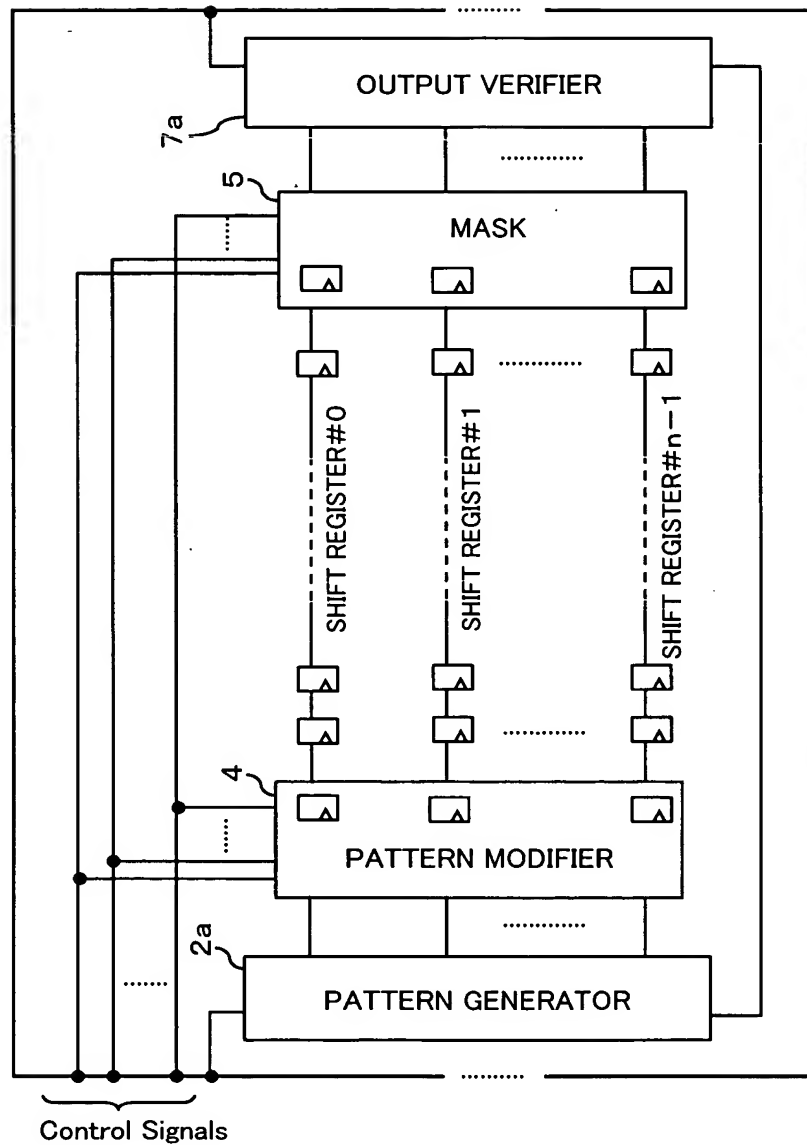 OUTPUT VERIFIER
7a
5
MASK
SHIFT REGISTER#0
SHIFT REGISTER#1
SHIFT REGISTER#n-1
4
PATTERN MODIFIER
2a
PATTERN GENERATOR
Control Signals